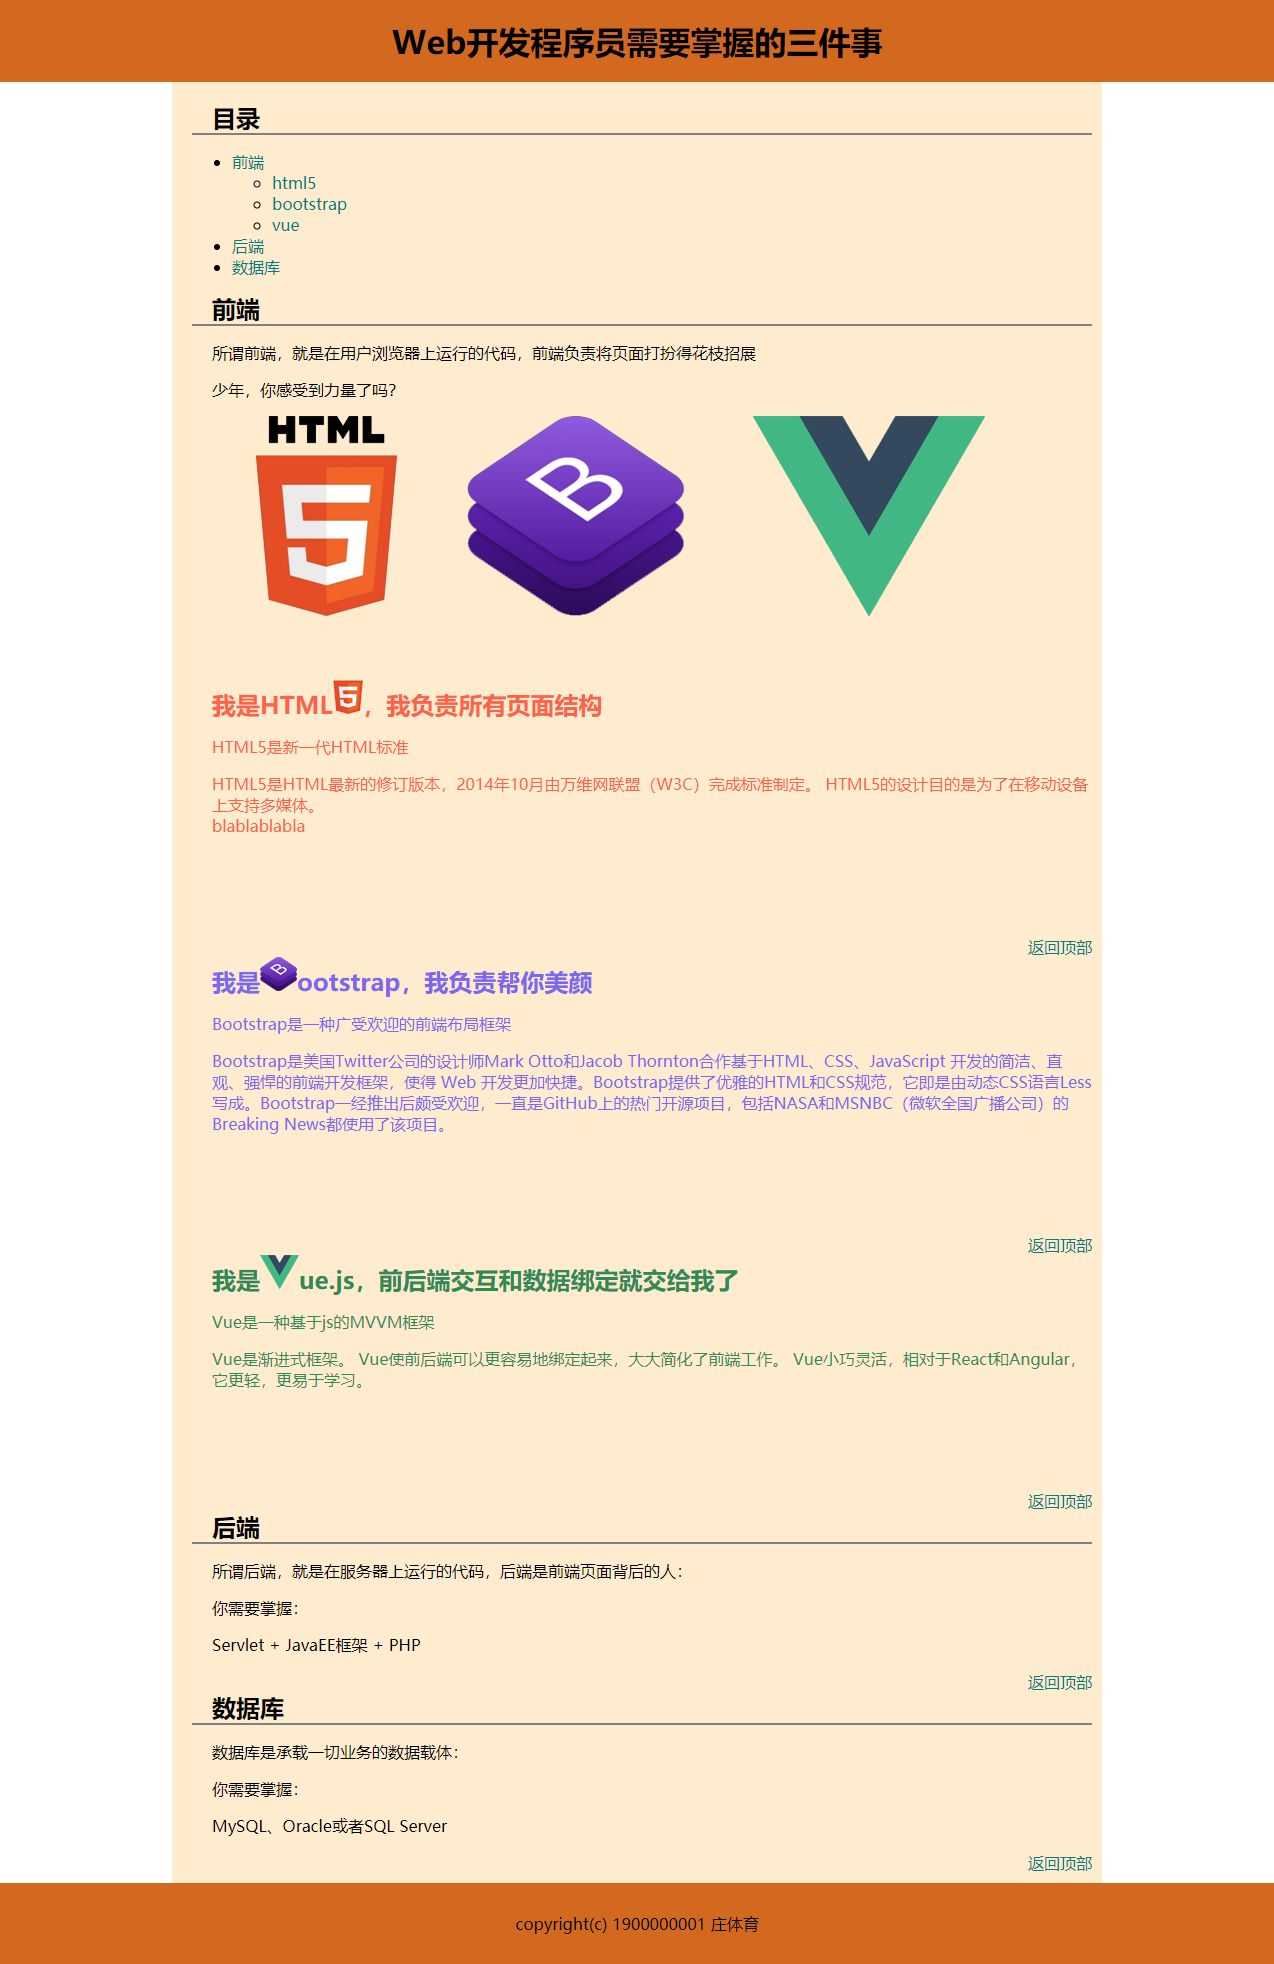 Web开发程序员需要掌握的三件事
目录
前端
html5
bootstrap
vue
后端
数据库
前端
所谓前端，就是在用户浏览器上运行的代码，前端负责将页面打扮得花枝招展
少年，你感受到力量了吗？
HTML
5
B
我是HTML5，我负责所有页面结构
HTML5是新一代HTML标准
HTML5是HTML最新的修订版本，2014年10月由万维网联盟（W3C）完成标准制定。 HTML5的设计目的是为了在移动设备
上支持多媒体。
blablablabla
返回顶部
我是Bootstrap，我负责帮你美颜
Bootstrap是一种广受欢迎的前端布局框架
Bootstrap是美国Twitter公司的设计师Mark Otto和Jacob Thornton合作基于HTML、CSS、JavaScript 开发的简洁、直
观、强悍的前端开发框架，使得 Web 开发更加快捷。Bootstrap提供了优雅的HTML和CSS规范，它即是由动态CSS语言Less
写成。Bootstrap一经推出后颇受欢迎，一直是GitHub上的热门开源项目，包括NASA和MSNBC（微软全国广播公司）的
Breaking News都使用了该项目。
返回顶部
我是Vue.js，前后端交互和数据绑定就交给我了
Vue是一种基于js的MVVM框架
Vue是渐进式框架。 Vue使前后端可以更容易地绑定起来，大大简化了前端工作。 Vue小巧灵活，相对于React和Angular，
它更轻，更易于学习。
返回顶部
后端
所谓后端，就是在服务器上运行的代码，后端是前端页面背后的人：
你需要掌握：
Servlet + JavaEE框架 + PHP
返回顶部
数据库
数据库是承载一切业务的数据载体：
你需要掌握：
MySQL、Oracle或者SQL Server
返回顶部
copyright(c) 1900000001 庄体育